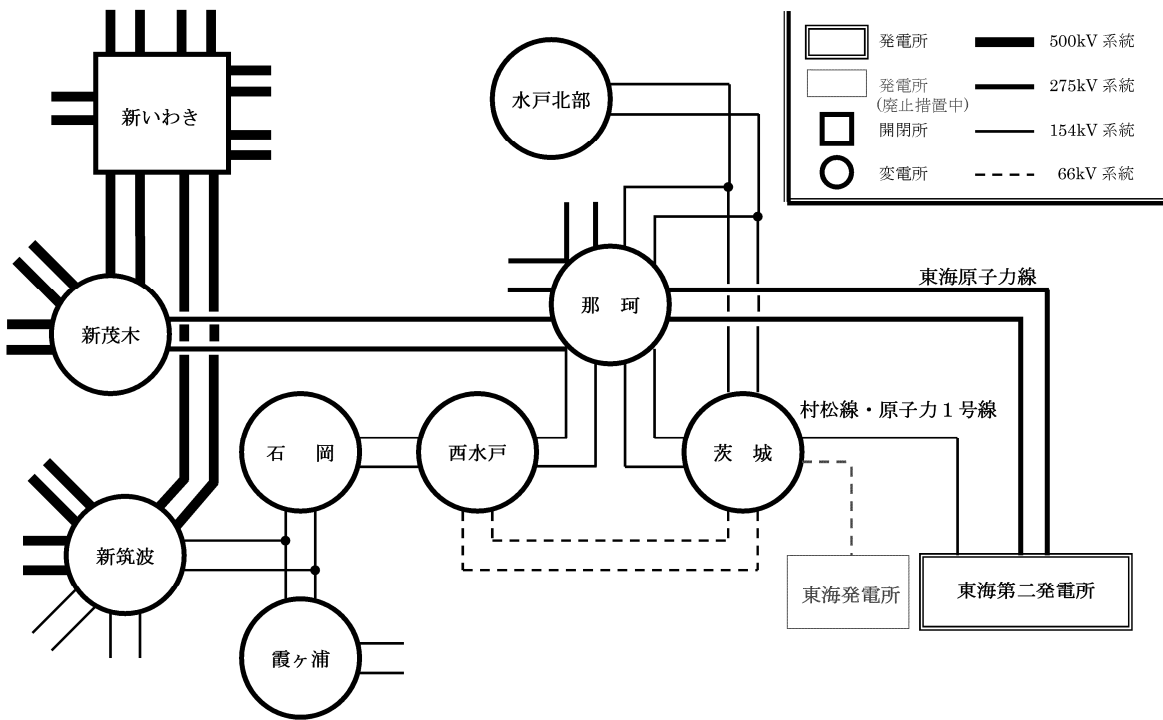 発電所
500kV 系統
発電所
(廃止措置中)
275kV 系統
開閉所
154kV 系統
変電所
66kV 系統
水戸北部
新いわき
東海原子力線
那　珂
新茂木
村松線・原子力１号線
石　岡
西水戸
茨　城
新筑波
東海発電所
東海第二発電所
霞ヶ浦